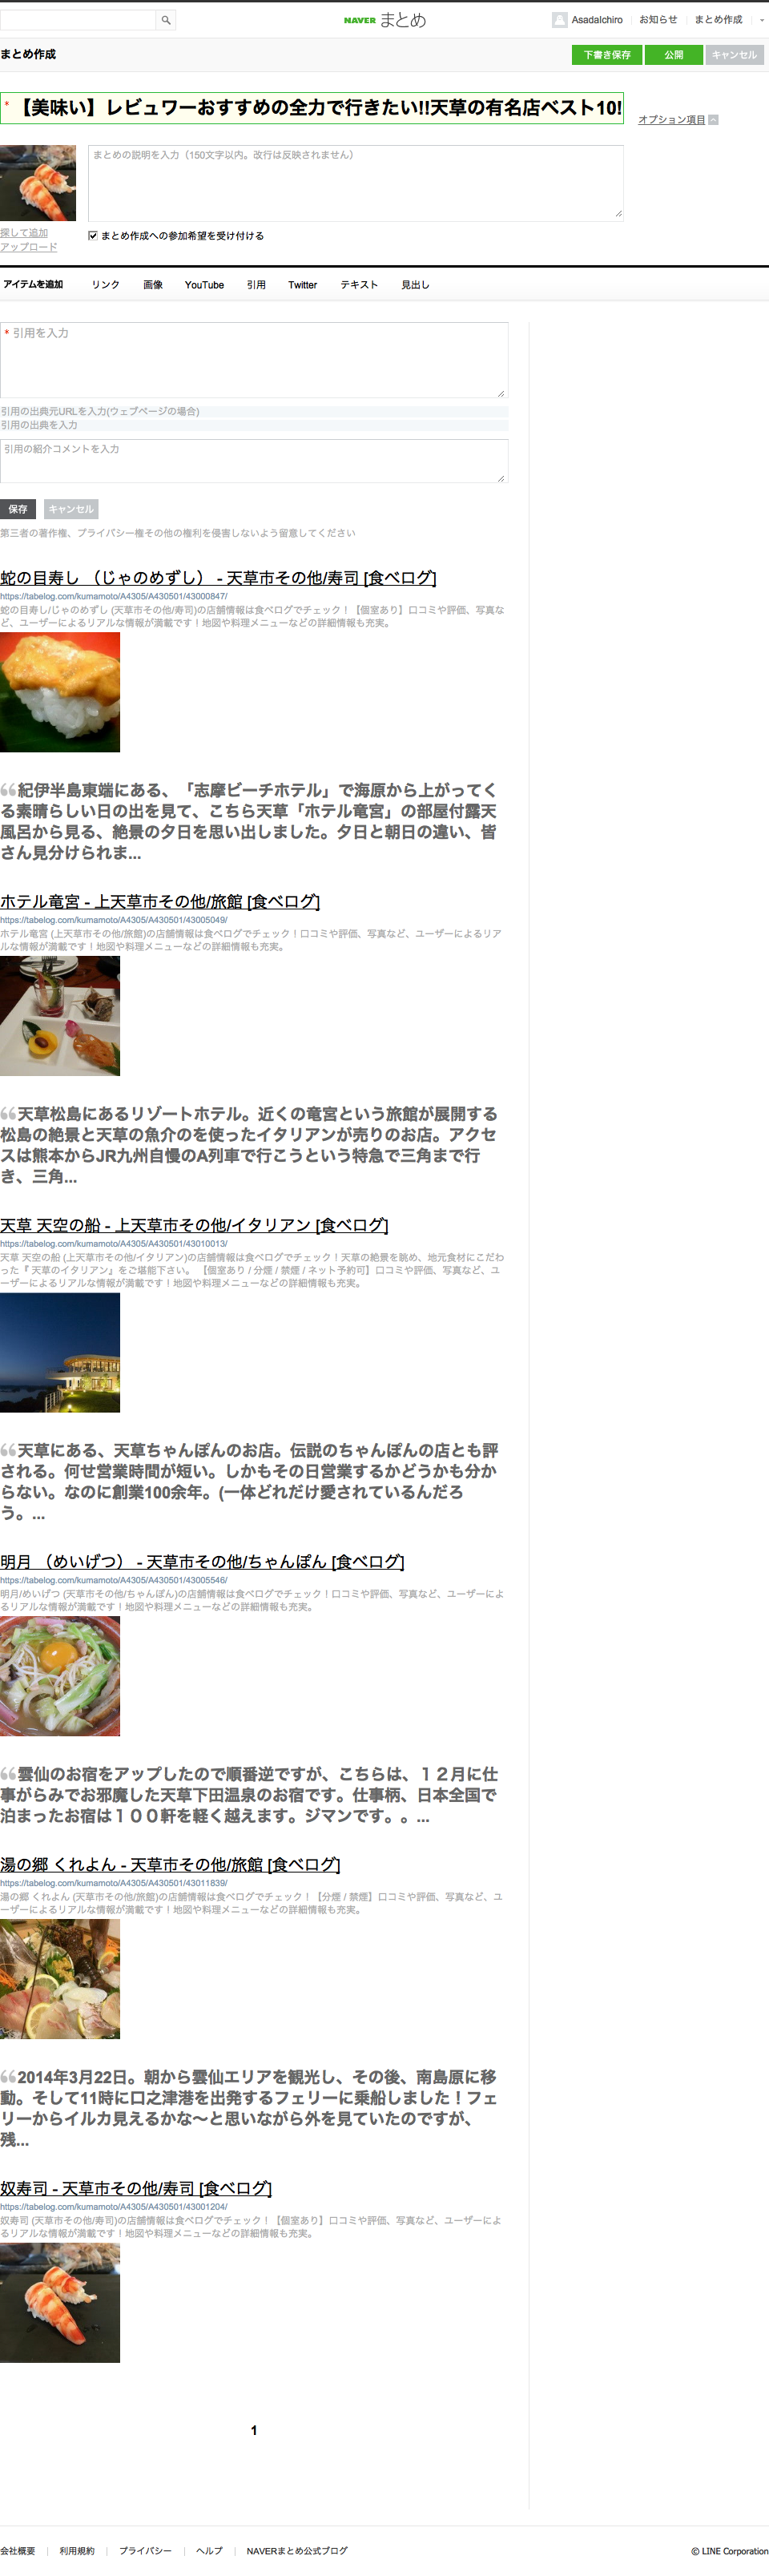 NAVER まとめ
AsadaIchiro
お知らせ
まとめ作成
まとめ作成
下書き保存
公開
キャンセル
* 【美味い】レビュワーおすすめの全力で行きたい!!天草の有名店ベスト10!
オプション項目
まとめの説明を入力（150文字以内。改行は反映されません）
探して追加
アップロード
まとめ作成への参加希望を受け付ける
アイテムを追加
リンク
画像
YouTube
引用
Twitter
テキスト
見出し
* 引用を入力
引用の出典元URLを入力(ウェブページの場合)
引用の出典を入力
引用の紹介コメントを入力
保存
キャンセル
第三者の著作権、プライバシー権その他の権利を侵害しないよう留意してください
蛇の目寿し （じゃのめずし） - 天草市その他/寿司 [食べログ]
https://tabelog.com/kumamoto/A4305/A430501/43000847/
蛇の目寿し/じゃのめずし (天草市その他/寿司)の店舗情報は食べログでチェック！【個室あり】口コミや評価、写真な
ど、ユーザーによるリアルな情報が満載です！地図や料理メニューなどの詳細情報も充実。
“紀伊半島東端にある、「志摩ビーチホテル」で海原から上がってく
る素晴らしい日の出を見て、こちら天草「ホテル竜宮」の部屋付露天
風呂から見る、絶景の夕日を思い出しました。夕日と朝日の違い、皆
さん見分けられま...
ホテル竜宮 - 上天草市その他/旅館 [食べログ]
https://tabelog.com/kumamoto/A4305/A430501/43005049/
ホテル竜宮 (上天草市その他/旅館)の店舗情報は食べログでチェック！口コミや評価、写真など、ユーザーによるリア
ルな情報が満載です！地図や料理メニューなどの詳細情報も充実。
“天草松島にあるリゾートホテル。近くの竜宮という旅館が展開する
松島の絶景と天草の魚介のを使ったイタリアンが売りのお店。アクセ
スは熊本からJR九州自慢のA列車で行こうという特急で三角まで行
き、三角...
天草 天空の船 - 上天草市その他/イタリアン [食べログ]
https://tabelog.com/kumamoto/A4305/A430501/43010013/
天草 天空の船 (上天草市その他/イタリアン)の店舗情報は食べログでチェック！天草の絶景を眺め、地元食材にこだわ
った『 天草のイタリアン』をご堪能下さい。 【個室あり / 分煙 / 禁煙 / ネット予約可】口コミや評価、写真など、ユ
ーザーによるリアルな情報が満載です！地図や料理メニューなどの詳細情報も充実。
“天草にある、天草ちゃんぽんのお店。伝説のちゃんぽんの店とも評
される。何せ営業時間が短い。しかもその日営業するかどうかも分か
らない。なのに創業100余年。(一体どれだけ愛されているんだろ
う。...
明月 （めいげつ） - 天草市その他/ちゃんぽん [食べログ]
https://tabelog.com/kumamoto/A4305/A430501/43005546/
明月/めいげつ (天草市その他/ちゃんぽん)の店舗情報は食べログでチェック！口コミや評価、写真など、ユーザーによ
るリアルな情報が満載です！地図や料理メニューなどの詳細情報も充実。
“雲仙のお宿をアップしたので順番逆ですが、こちらは、１２月に仕
事がらみでお邪魔した天草下田温泉のお宿です。仕事柄、日本全国で
泊まったお宿は１００軒を軽く越えます。ジマンです。。...
湯の郷 くれよん - 天草市その他/旅館 [食べログ]
https://tabelog.com/kumamoto/A4305/A430501/43011839/
湯の郷 くれよん (天草市その他/旅館)の店舗情報は食べログでチェック！【分煙 / 禁煙】口コミや評価、写真など、ユ
ーザーによるリアルな情報が満載です！地図や料理メニューなどの詳細情報も充実。
“2014年3月22日。朝から雲仙エリアを観光し、その後、南島原に移
動。そして11時に口之津港を出発するフェリーに乗船しました！フェ
リーからイルカ見えるかな〜と思いながら外を見ていたのですが、
残...
奴寿司 - 天草市その他/寿司 [食べログ]
https://tabelog.com/kumamoto/A4305/A430501/43001204/
奴寿司 (天草市その他/寿司)の店舗情報は食べログでチェック！【個室あり】口コミや評価、写真など、ユーザーによ
るリアルな情報が満載です！地図や料理メニューなどの詳細情報も充実。
1
会社概要
利用規約
プライバシー
ヘルプ
NAVERまとめ公式ブログ
© LINE Corporation